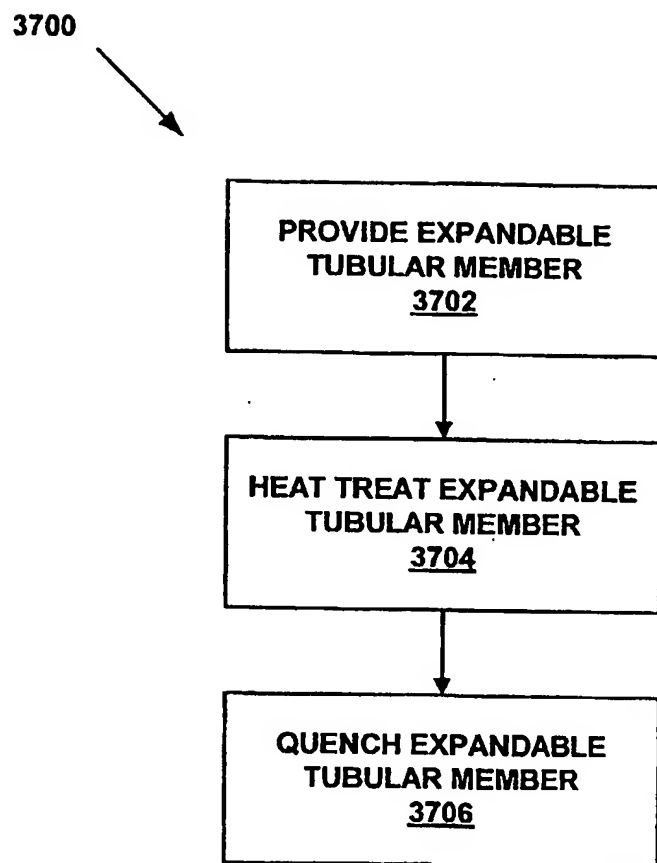 3700
PROVIDE EXPANDABLE
TUBULAR MEMBER
3702
HEAT TREAT EXPANDABLE
TUBULAR MEMBER
3704
QUENCH EXPANDABLE
TUBULAR MEMBER
3706